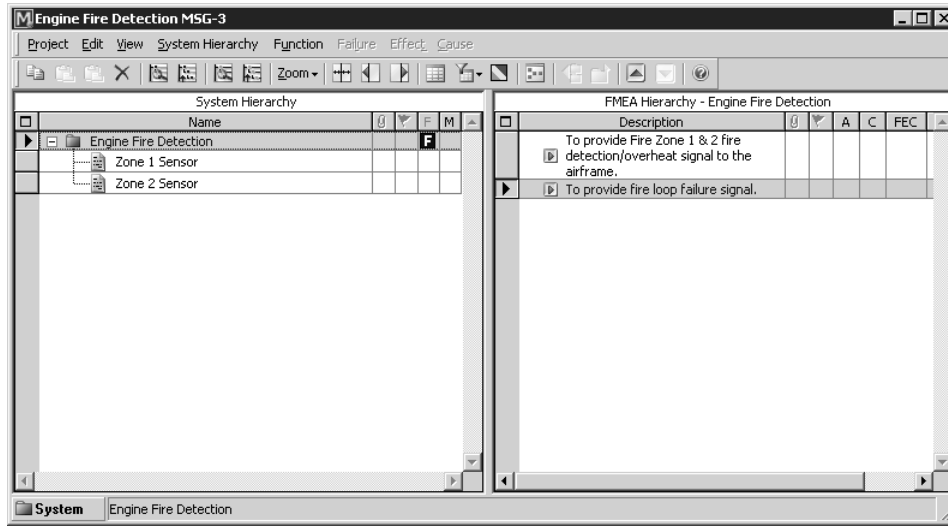 M Engine Fire Detection MSG-3
Project Edit View System Hierarchy Function Failure Effect Cause
Zoom
System Hierarchy
Name F M
Engine Fire Detection F
Zone 1 Sensor
Zone 2 Sensor
FMEA Hierarchy - Engine Fire Detection
Description A C FEC
To provide Fire Zone 1 & 2 fire
detection/overheat signal to the
airframe.
To provide fire loop failure signal.
System Engine Fire Detection